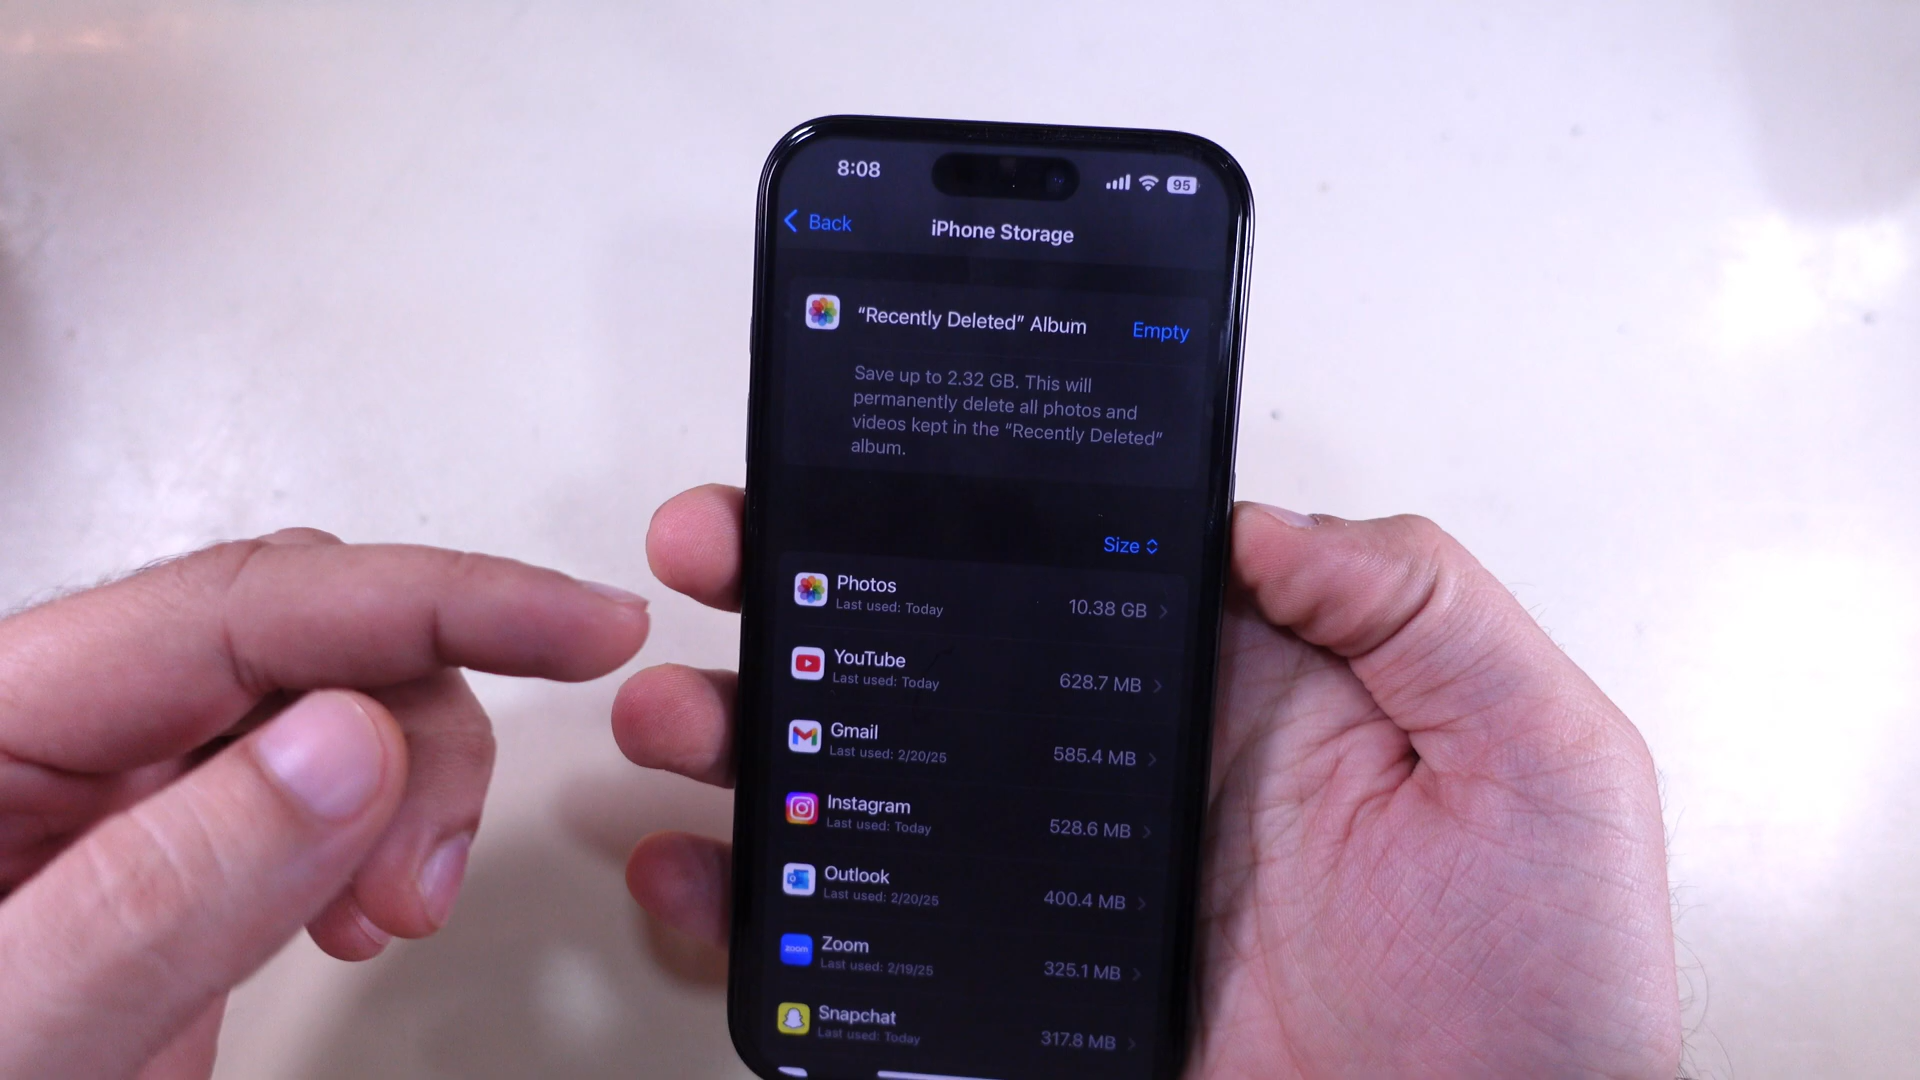 8:08
95
Back
iPhone Storage
“Recently Deleted” Album
Empty
Save up to 2.32 GB. This will
permanently delete all photos and
videos kept in the “Recently Deleted”
album.
Size
Photos
Last used: Today
10.38 GB
YouTube
Last used: Today
628.7 MB
Gmail
Last used: 2/20/25
585.4 MB
Instagram
Last used: Today
528.6 MB
Outlook
Last used: 2/20/25
400.4 MB
zoom
Zoom
Last used: 2/19/25
325.1 MB
Snapchat
Last used: Today
317.8 MB